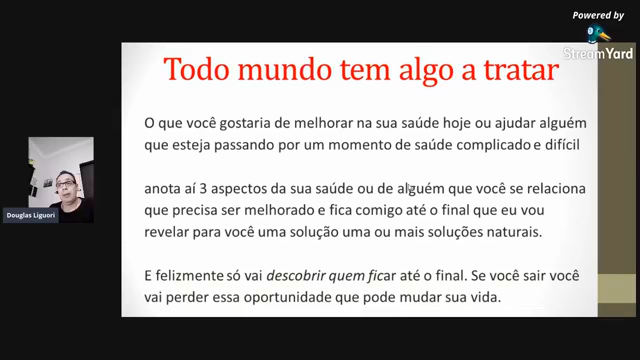 Powered by
StreamYard
Todo mundo tem algo a tratar
O que você gostaria de melhorar na sua saúde hoje ou ajudar alguém
que esteja passando por um momento de saúde complicado e difícil
anota aí 3 aspectos da sua saúde ou de alguém que você se relaciona
que precisa ser melhorado e fica comigo até o final que eu vou
revelar para você uma solução uma ou mais soluções naturais.
E felizmente só vai descobrir quem ficar até o final. Se você sair você
vai perder essa oportunidade que pode mudar sua vida.
Douglas Liguori